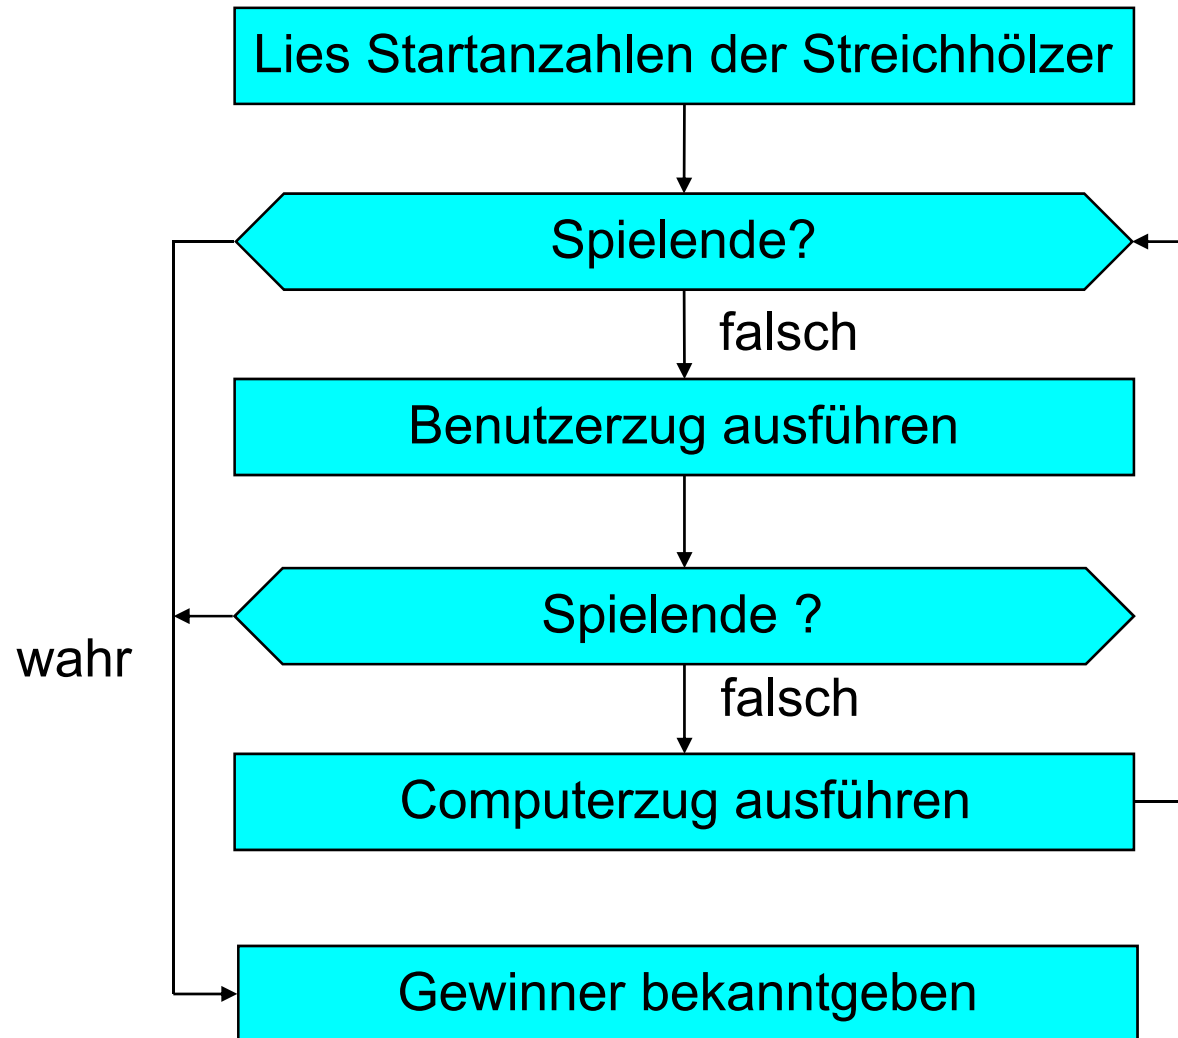 Lies Startanzahlen der Streichhölzer
Spielende?
falsch
Benutzerzug ausführen
Spielende ?
wahr
falsch
Computerzug ausführen
Gewinner bekanntgeben